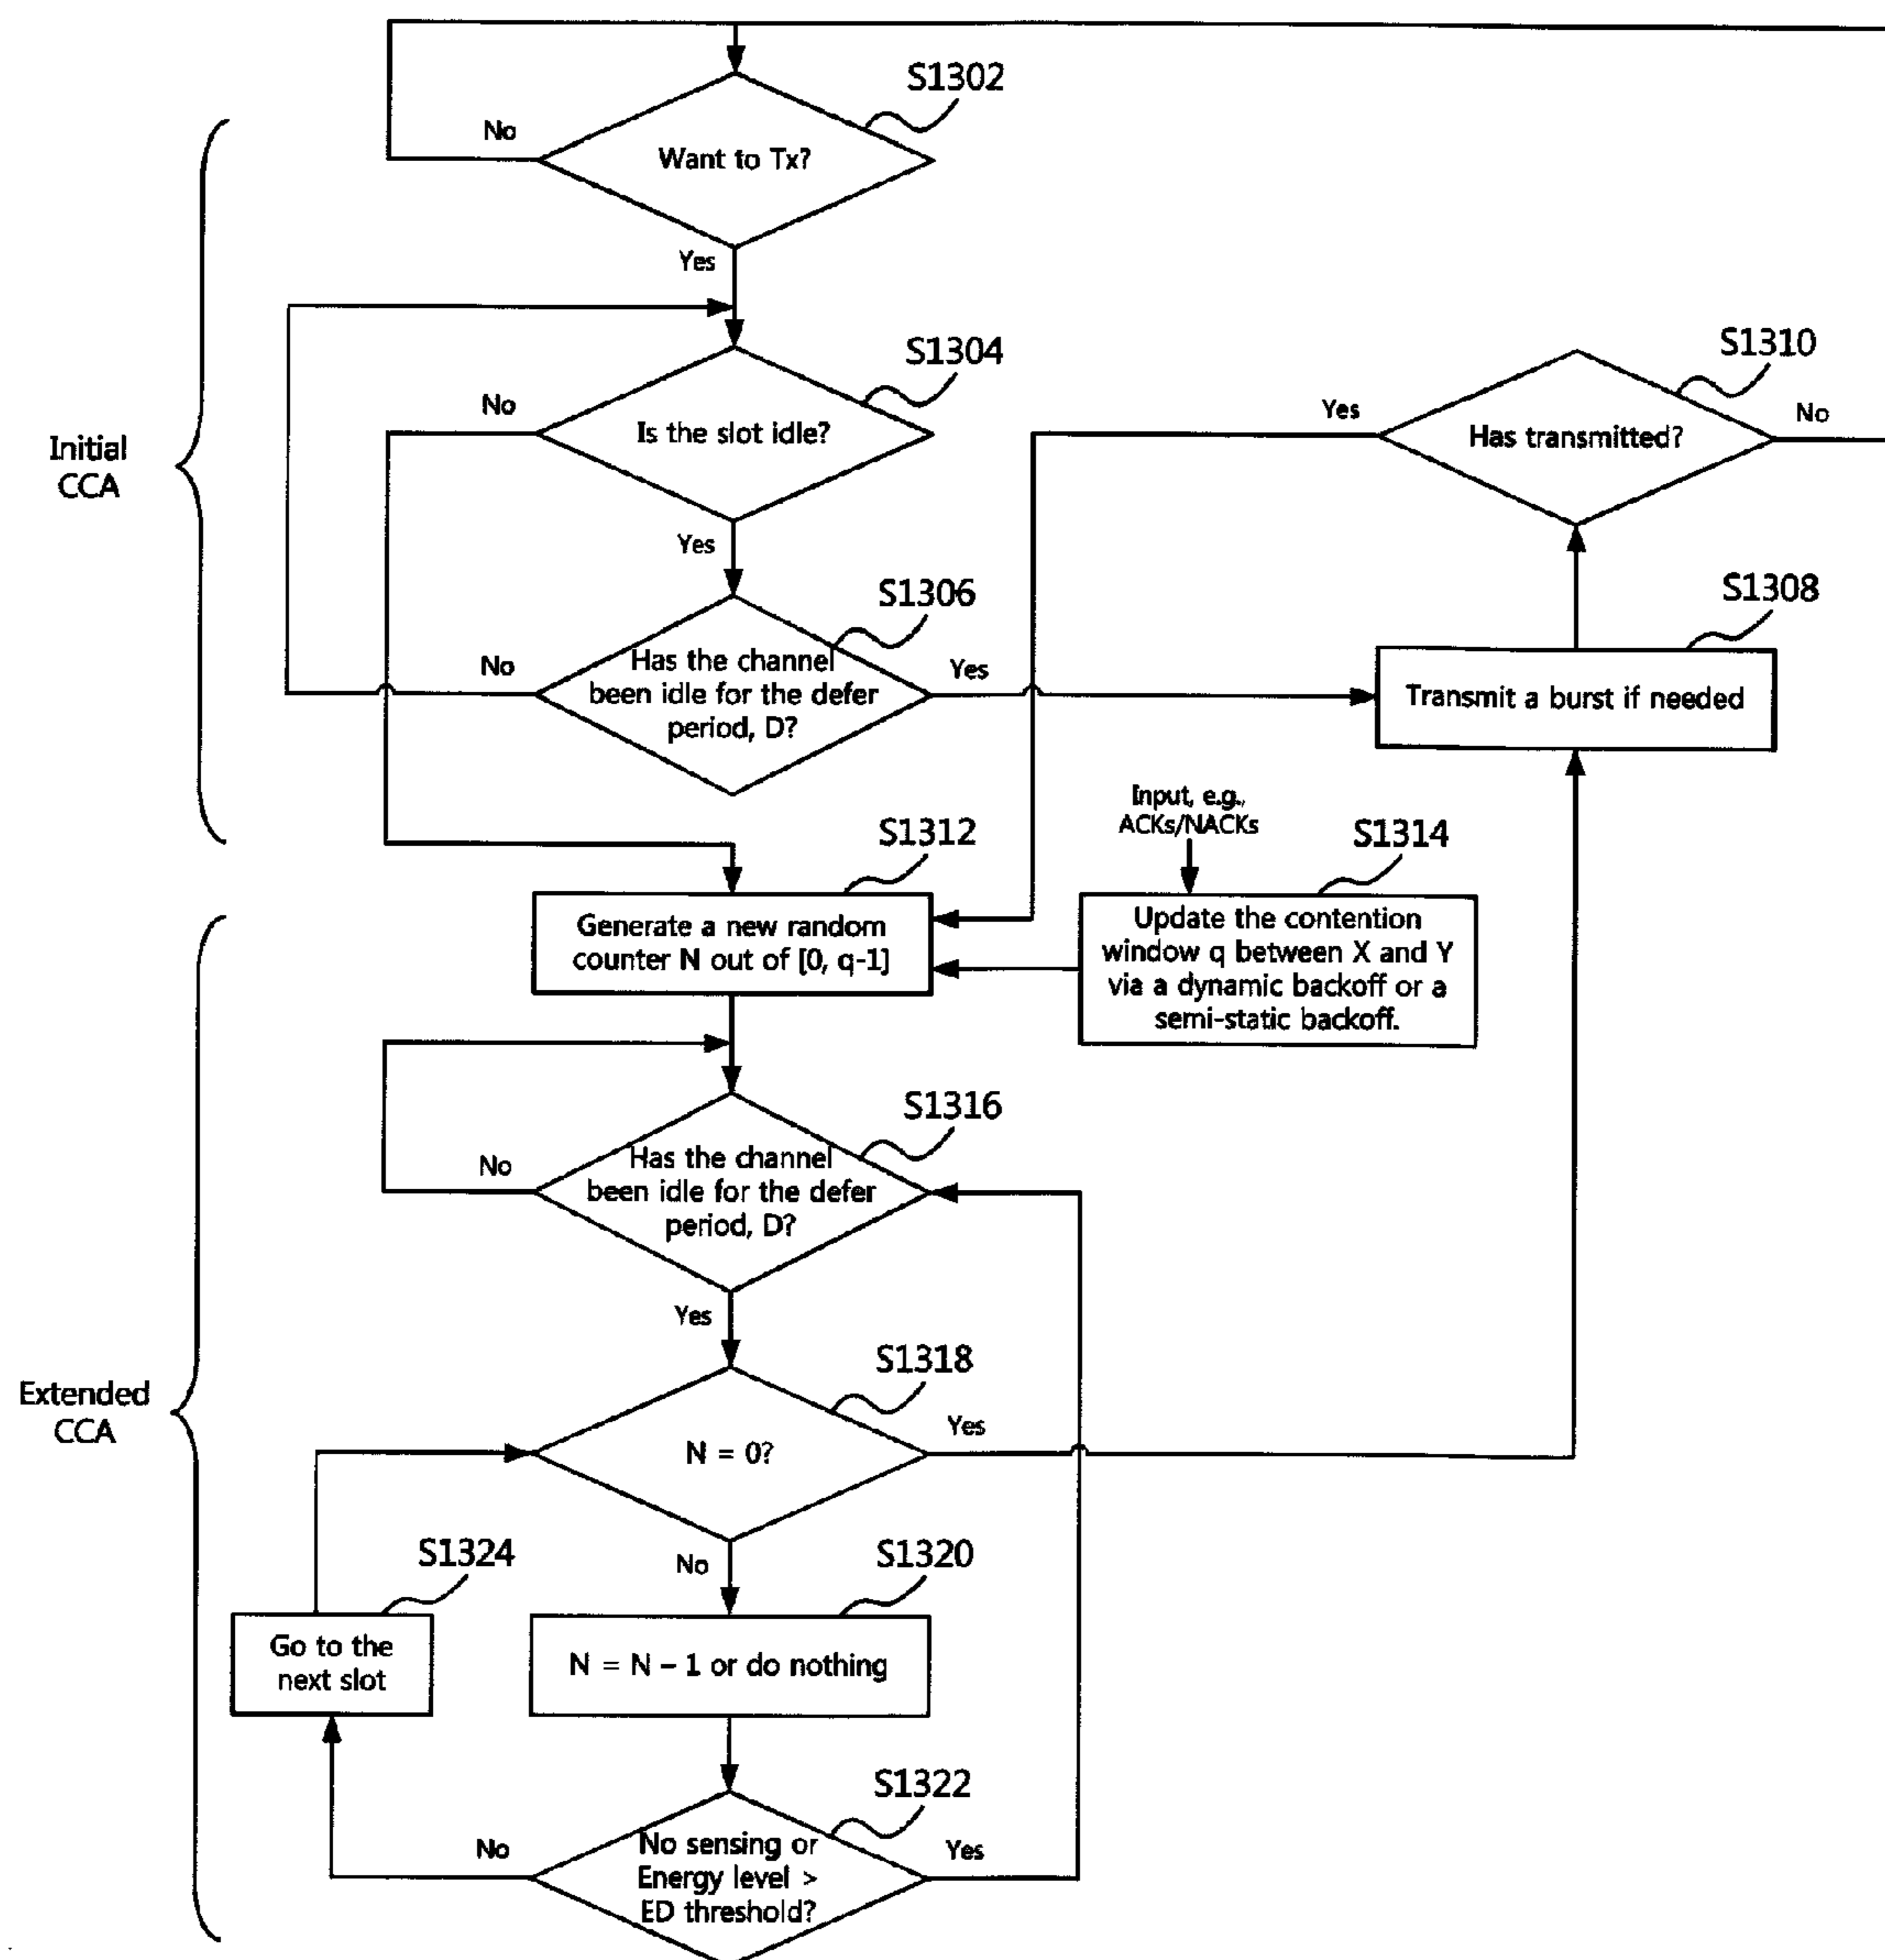 S1302
No
Want to Tx?
Yes
S1304
No
Is the slot idle?
Yes
Initial
CCA
S1310
Yes
Has transmitted?
No
S1306
No
Has the channel
been idle for the defer
period, D?
Yes
S1308
Transmit a burst if needed
Input, e.g.,
ACKs/NACKs
S1312
S1314
Generate a new random
counter N out of [0, q-1]
Update the contention
window q between X and Y
via a dynamic backoff or a
semi-static backoff.
S1316
No
Has the channel
been idle for the defer
period, D?
Yes
S1318
Extended
CCA
N = 0?
Yes
No
S1324
S1320
Go to the
next slot
N = N – 1 or do nothing
S1322
No
No sensing or
Energy level >
ED threshold?
Yes